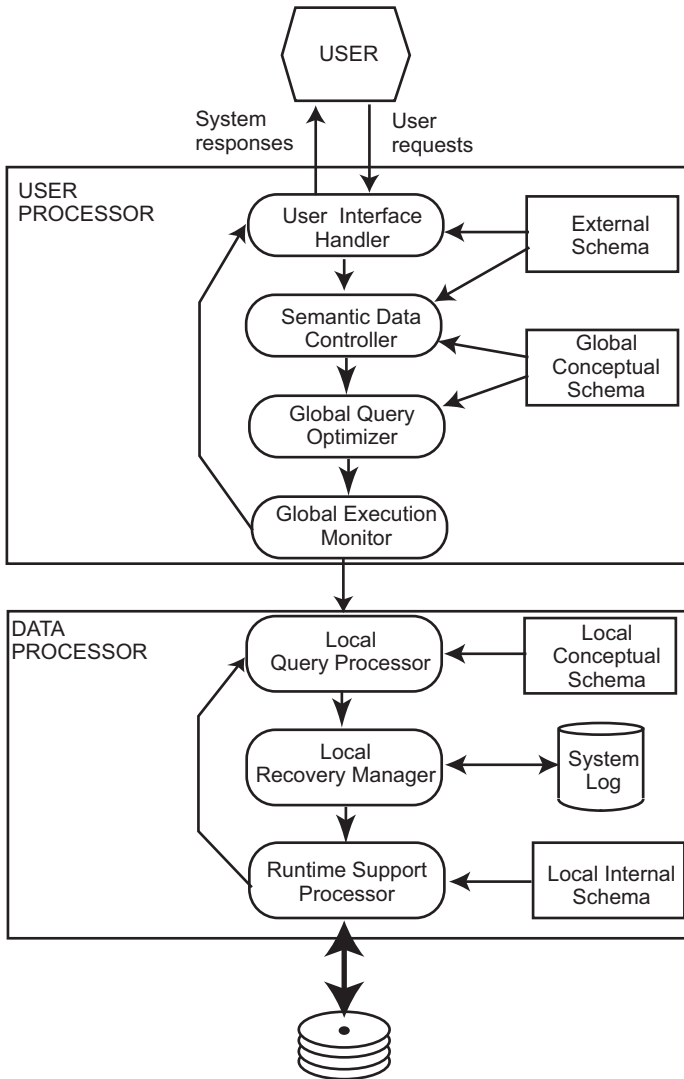 USER
System
responses
User
requests
USER
PROCESSOR
User Interface
Handler
External
Schema
Semantic Data
Controller
Global
Conceptual
Schema
Global Query
Optimizer
Global Execution
Monitor
DATA
PROCESSOR
Local
Query Processor
Local
Conceptual
Schema
Local
Recovery Manager
System
Log
Runtime Support
Processor
Local Internal
Schema